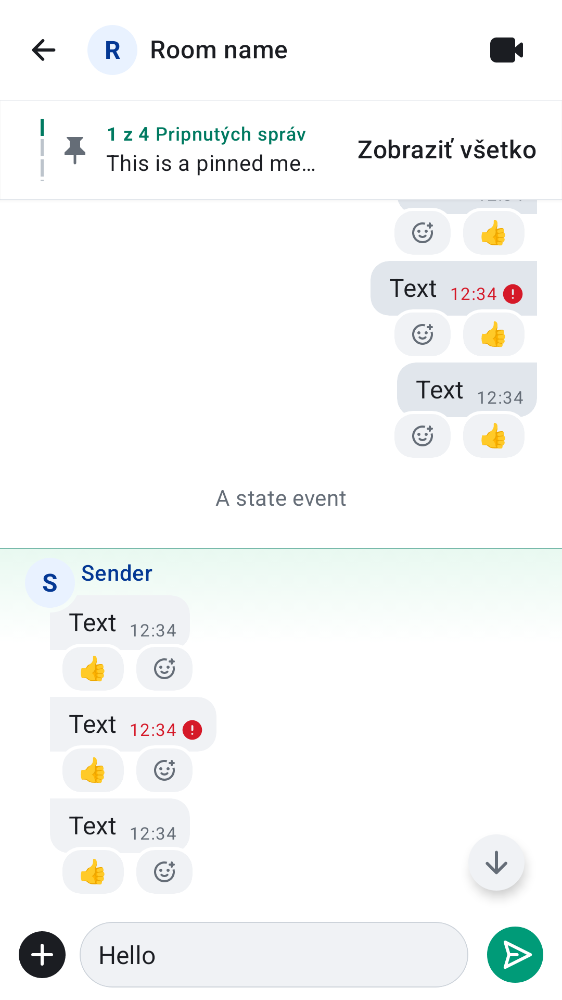 R Room name
1 z 4 Pripnutých správ
This is a pinned me...
Zobraziť všetko
Text 12:34
Text 12:34
A state event
S Sender
Text 12:34
Text 12:34
Text 12:34
Hello